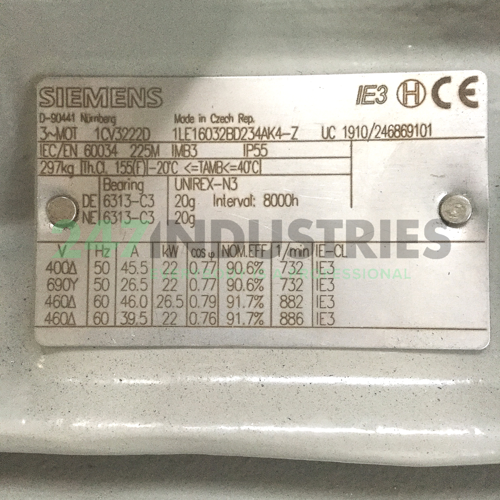 SIEMENS IE3 H CE
D-90441 Nürnberg Made in Czech Rep.
3~MOT 1CV3222D 1LE16032BD234AK4-Z UC 1910/246869101
IEC/EN 60034 225M IMB3 IP55
297kg Th.Cl. 155(F) -20°C <=TAMB<=40°C
Bearing UNIREX-N3
DE 6313-C3 20g Interval: 8000h
NE 6313-C3 20g
247 INDUSTRIES
V Hz A kW cosφ NOM.EFF 1/min IE-CL
400Δ 50 45.5 22 0.77 90.6% 732 IE3
690Y 50 26.5 22 0.77 90.6% 732 IE3
460Δ 60 46.0 26.5 0.79 91.7% 882 IE3
460Δ 60 39.5 22 0.76 91.7% 886 IE3